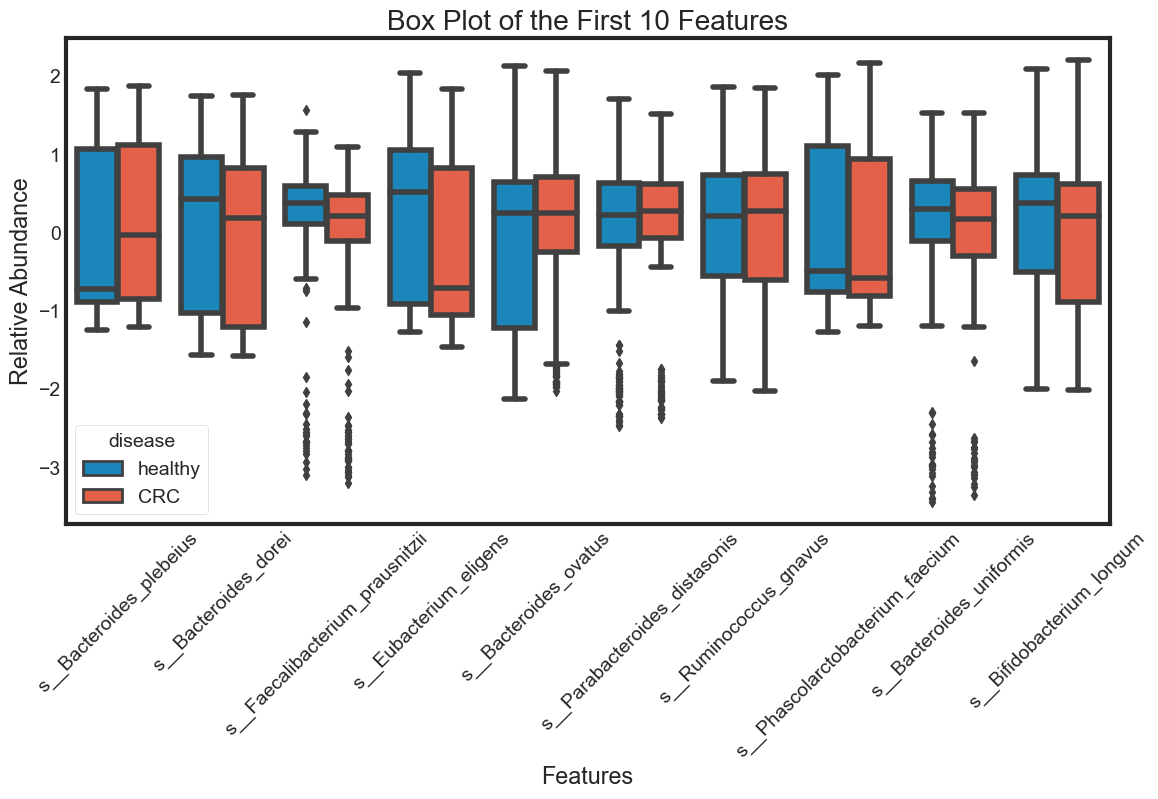 Box Plot of the First 10 Features
Relative Abundance
2
1
0
−1
−2
−3
disease
healthy
CRC
s__Bacteroides_plebeius
s__Bacteroides_dorei
s__Faecalibacterium_prausnitzii
s__Eubacterium_eligens
s__Bacteroides_ovatus
s__Parabacteroides_distasonis
s__Ruminococcus_gnavus
s__Phascolarctobacterium_faecium
s__Bacteroides_uniformis
s__Bifidobacterium_longum
Features